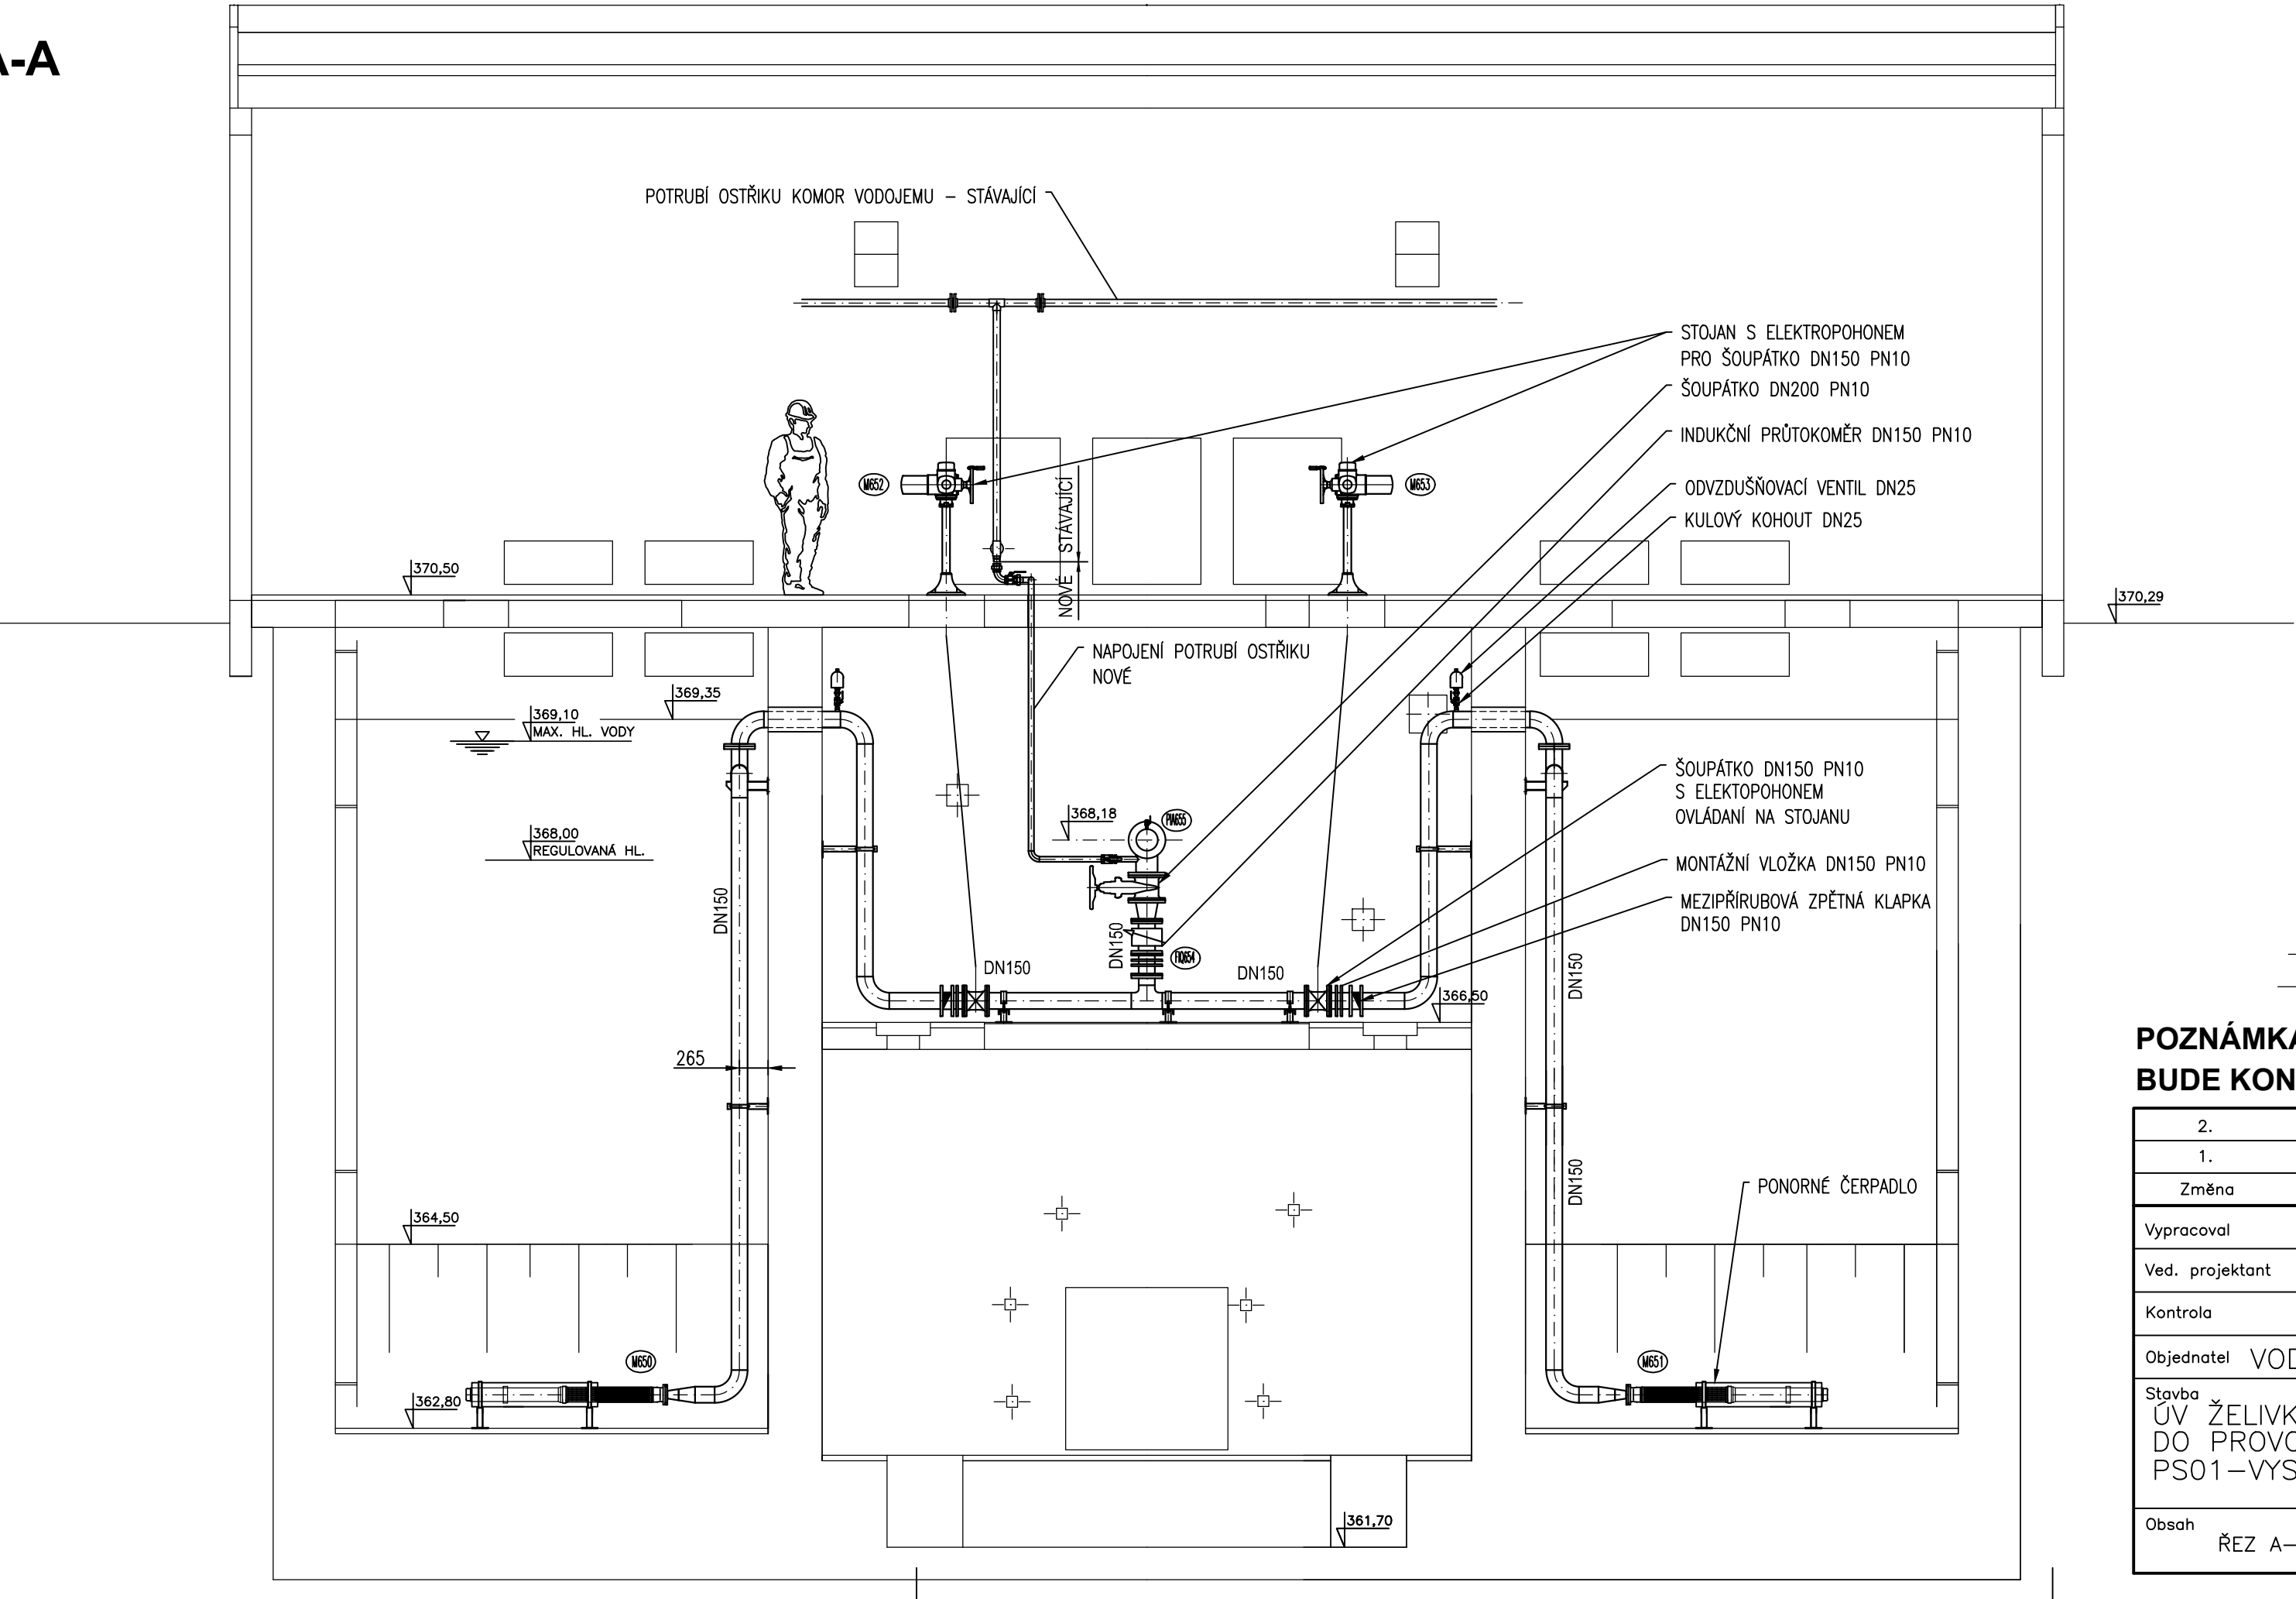 A-A
POTRUBÍ OSTŘIKU KOMOR VODOJEMU – STÁVAJÍCÍ
STOJAN S ELEKTROPOHONEM
PRO ŠOUPÁTKO DN150 PN10
ŠOUPÁTKO DN200 PN10
INDUKČNÍ PRŮTOKOMĚR DN150 PN10
ODVZDUŠŇOVACÍ VENTIL DN25
KULOVÝ KOHOUT DN25
M652
M653
STÁVAJÍCÍ
NOVÉ
370,50
370,29
NAPOJENÍ POTRUBÍ OSTŘIKU
NOVÉ
369,35
369,10
MAX. HL. VODY
368,00
REGULOVANÁ HL.
368,18
PIA655
ŠOUPÁTKO DN150 PN10
S ELEKTOPOHONEM
OVLÁDANÍ NA STOJANU
MONTÁŽNÍ VLOŽKA DN150 PN10
MEZIPŘÍRUBOVÁ ZPĚTNÁ KLAPKA
DN150 PN10
DN150
DN150
FIQ654
DN150
DN150
DN150
366,50
265
DN150
PONORNÉ ČERPADLO
364,50
M650
M651
362,80
361,70
POZNÁMKA
BUDE KON
2.
1.
Změna
Vypracoval
Ved. projektant
Kontrola
Objednatel VOD
Stavba
ÚV ŽELIVK
DO PROVO
PS01–VYS
Obsah
ŘEZ A–